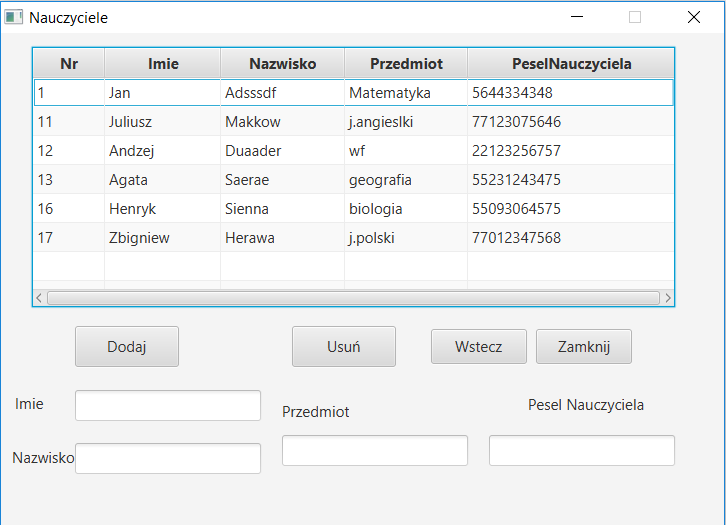 Nauczyciele
Nr Imie Nazwisko Przedmiot PeselNauczyciela
1 Jan Adsssdf Matematyka 5644334348
11 Juliusz Makkow j.angieslki 77123075646
12 Andzej Duaader wf 22123256757
13 Agata Saerae geografia 55231243475
16 Henryk Sienna biologia 55093064575
17 Zbigniew Herawa j.polski 77012347568
Dodaj Usuń Wstecz Zamknij
Imie Przedmiot Pesel Nauczyciela
Nazwisko